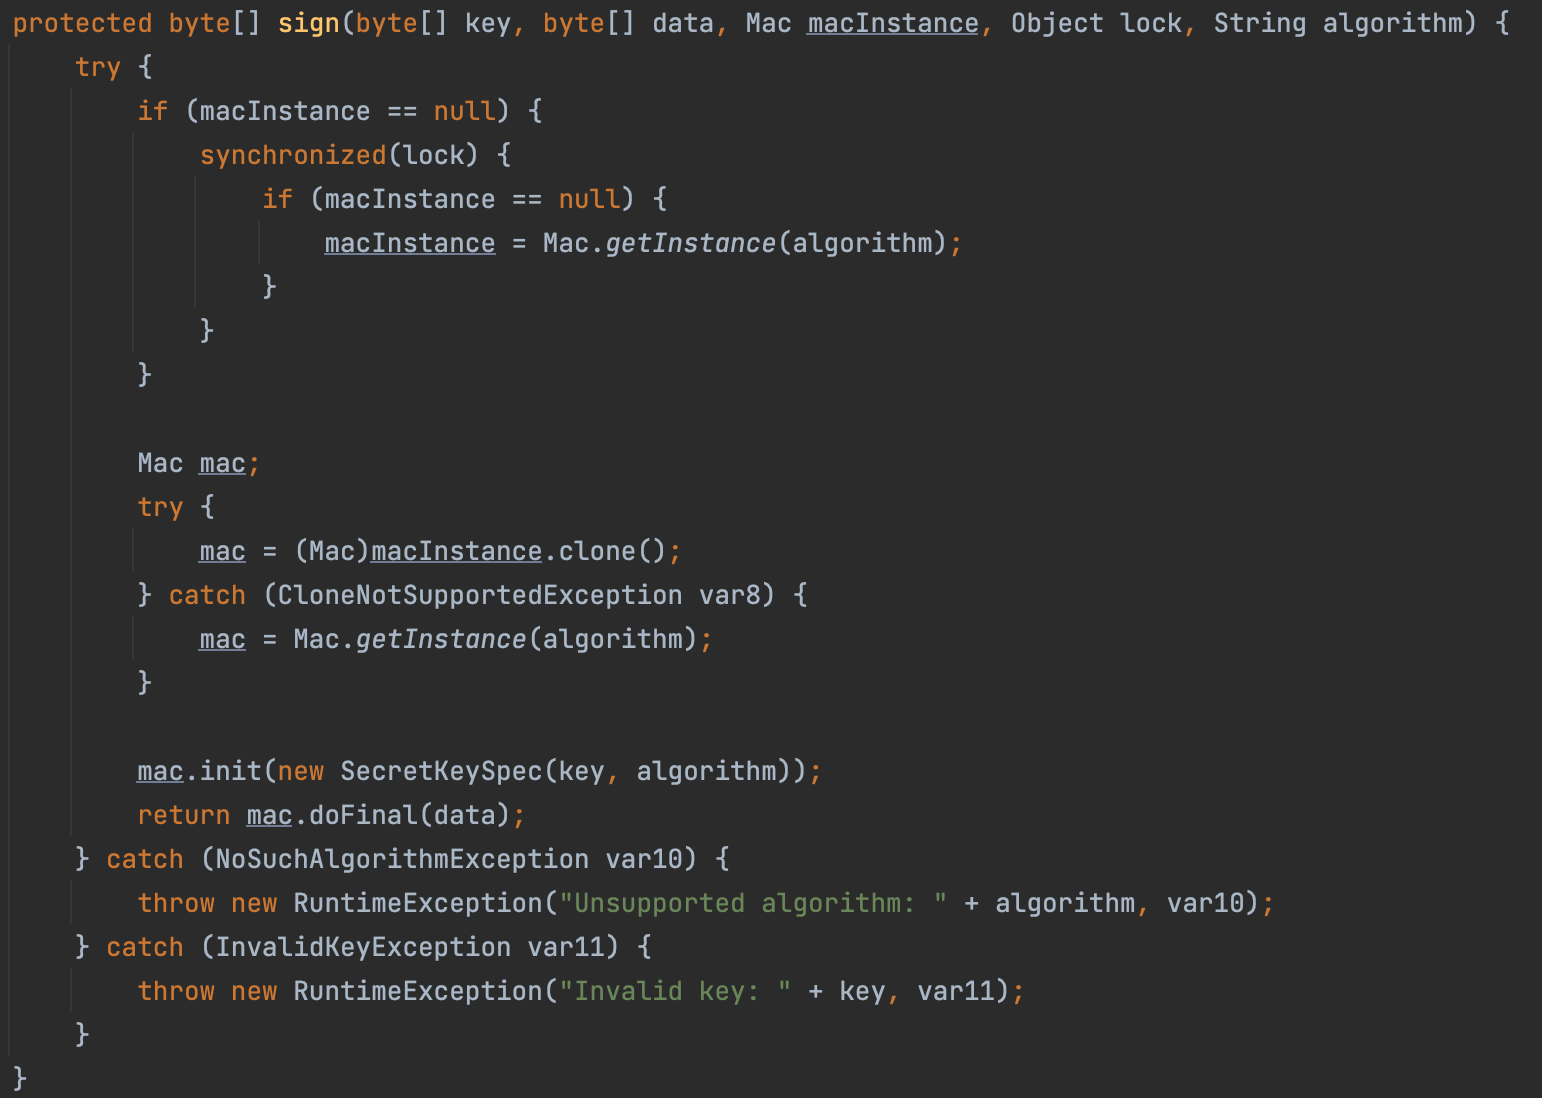 protected byte[] sign(byte[] key, byte[] data, Mac macInstance, Object lock, String algorithm) {
    try {
        if (macInstance == null) {
            synchronized(lock) {
                if (macInstance == null) {
                    macInstance = Mac.getInstance(algorithm);
                }
            }
        }

        Mac mac;
        try {
            mac = (Mac)macInstance.clone();
        } catch (CloneNotSupportedException var8) {
            mac = Mac.getInstance(algorithm);
        }

        mac.init(new SecretKeySpec(key, algorithm));
        return mac.doFinal(data);
    } catch (NoSuchAlgorithmException var10) {
        throw new RuntimeException("Unsupported algorithm: " + algorithm, var10);
    } catch (InvalidKeyException var11) {
        throw new RuntimeException("Invalid key: " + key, var11);
    }
}